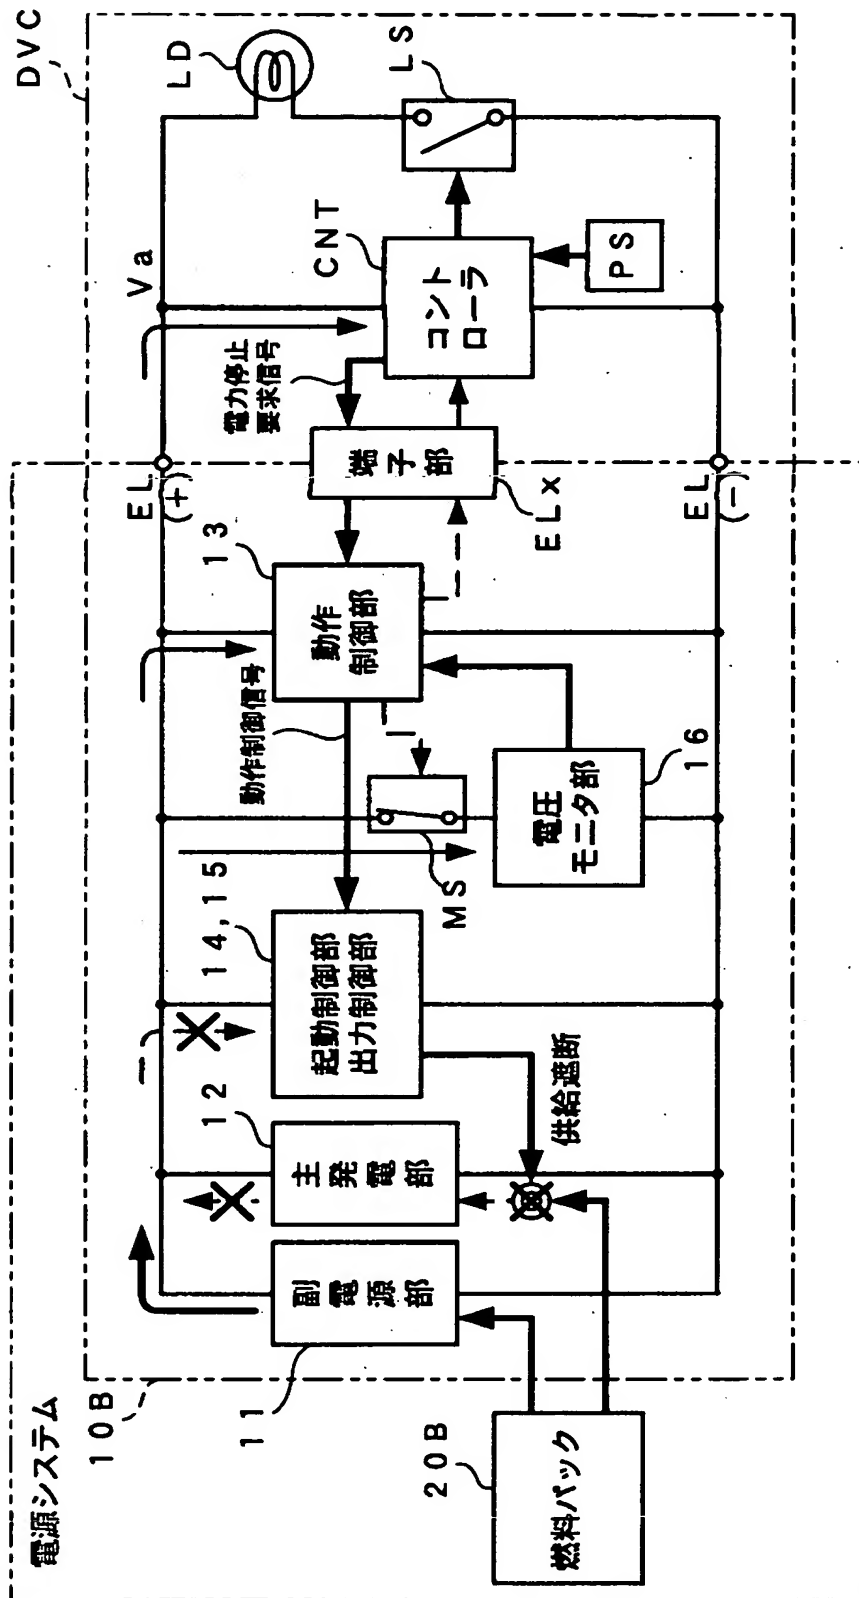 電源システム
10B
DVC
20B
燃料パック
11
副電源部
12
主発電部
供給遮断
14,15
起動制御部
出力制御部
動作制御信号
MS
13
動作
制御部
16
電圧
モニタ部
EL
(+)
EL
(-)
ELx
端子部
電力停止
要求信号
Va
CNT
コント
ローラ
PS
LD
LS